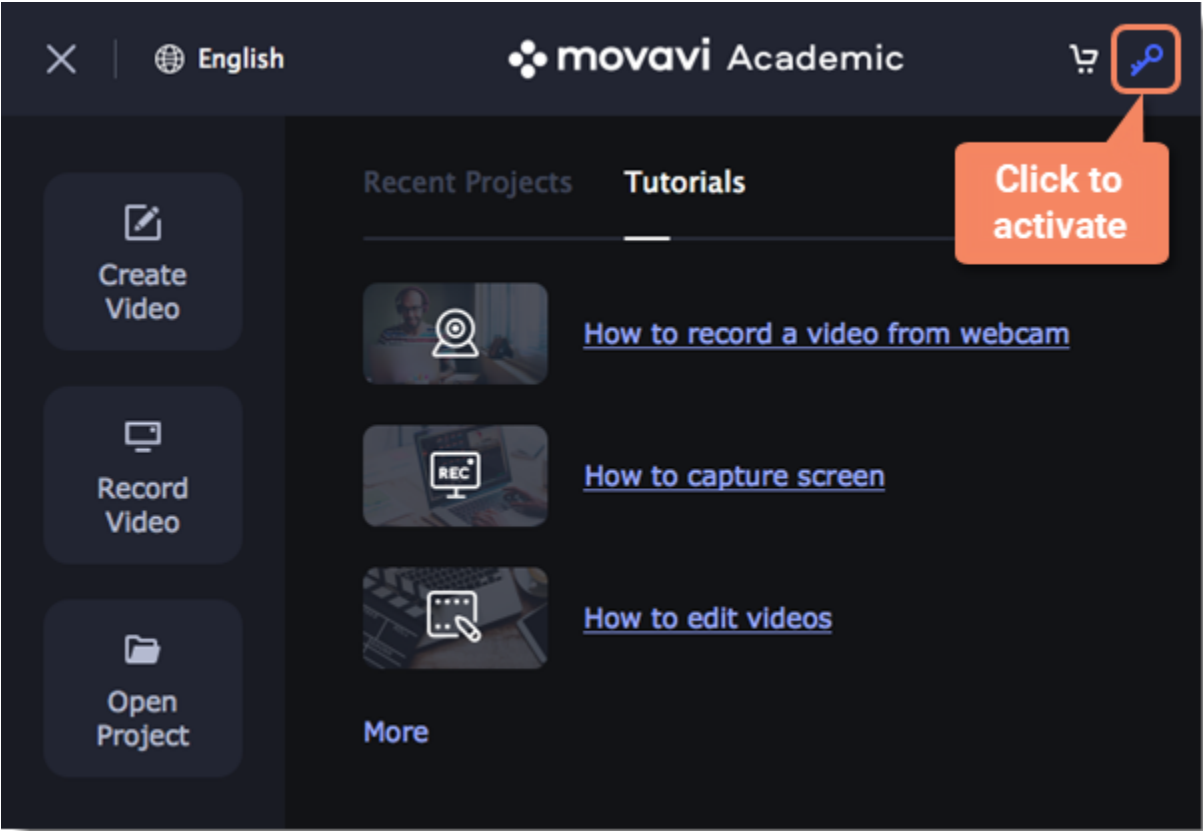 English
movavi Academic
Click to
activate
Recent Projects
Tutorials
Create
Video
How to record a video from webcam
Record
Video
REC
How to capture screen
Open
Project
How to edit videos
More